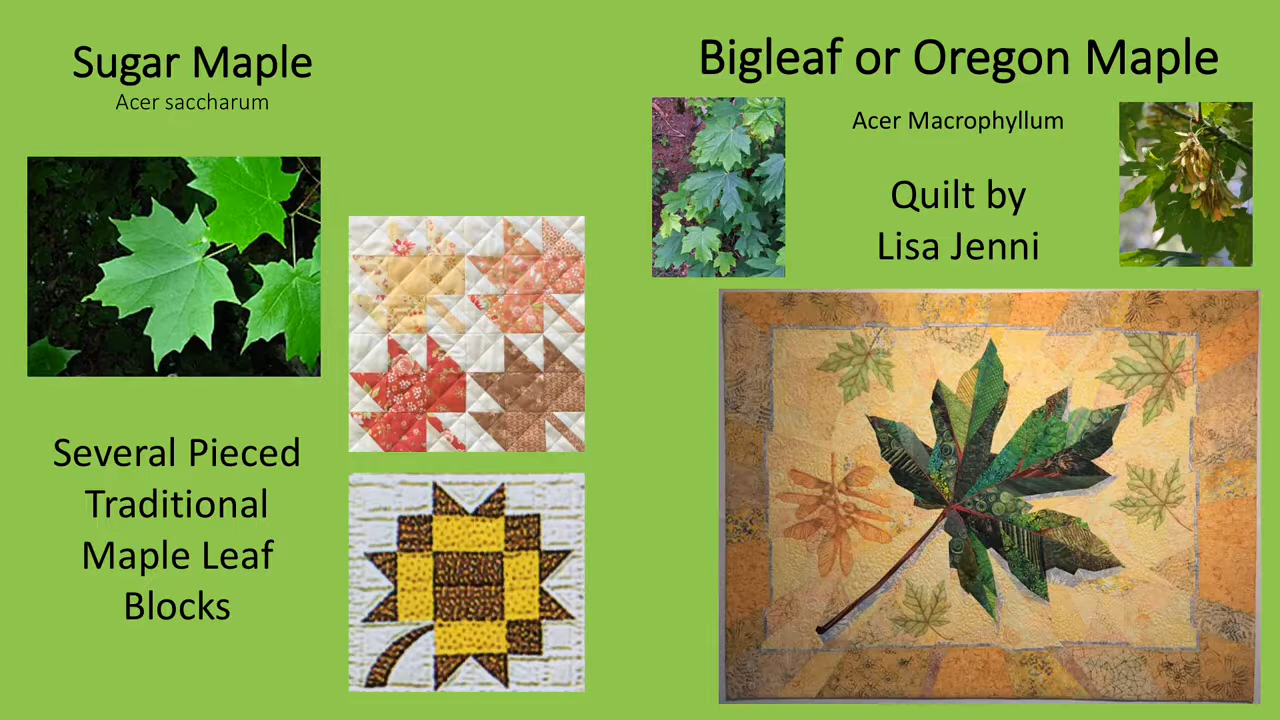 Sugar Maple
Acer saccharum
Several Pieced
Traditional
Maple Leaf
Blocks
Bigleaf or Oregon Maple
Acer Macrophyllum
Quilt by
Lisa Jenni